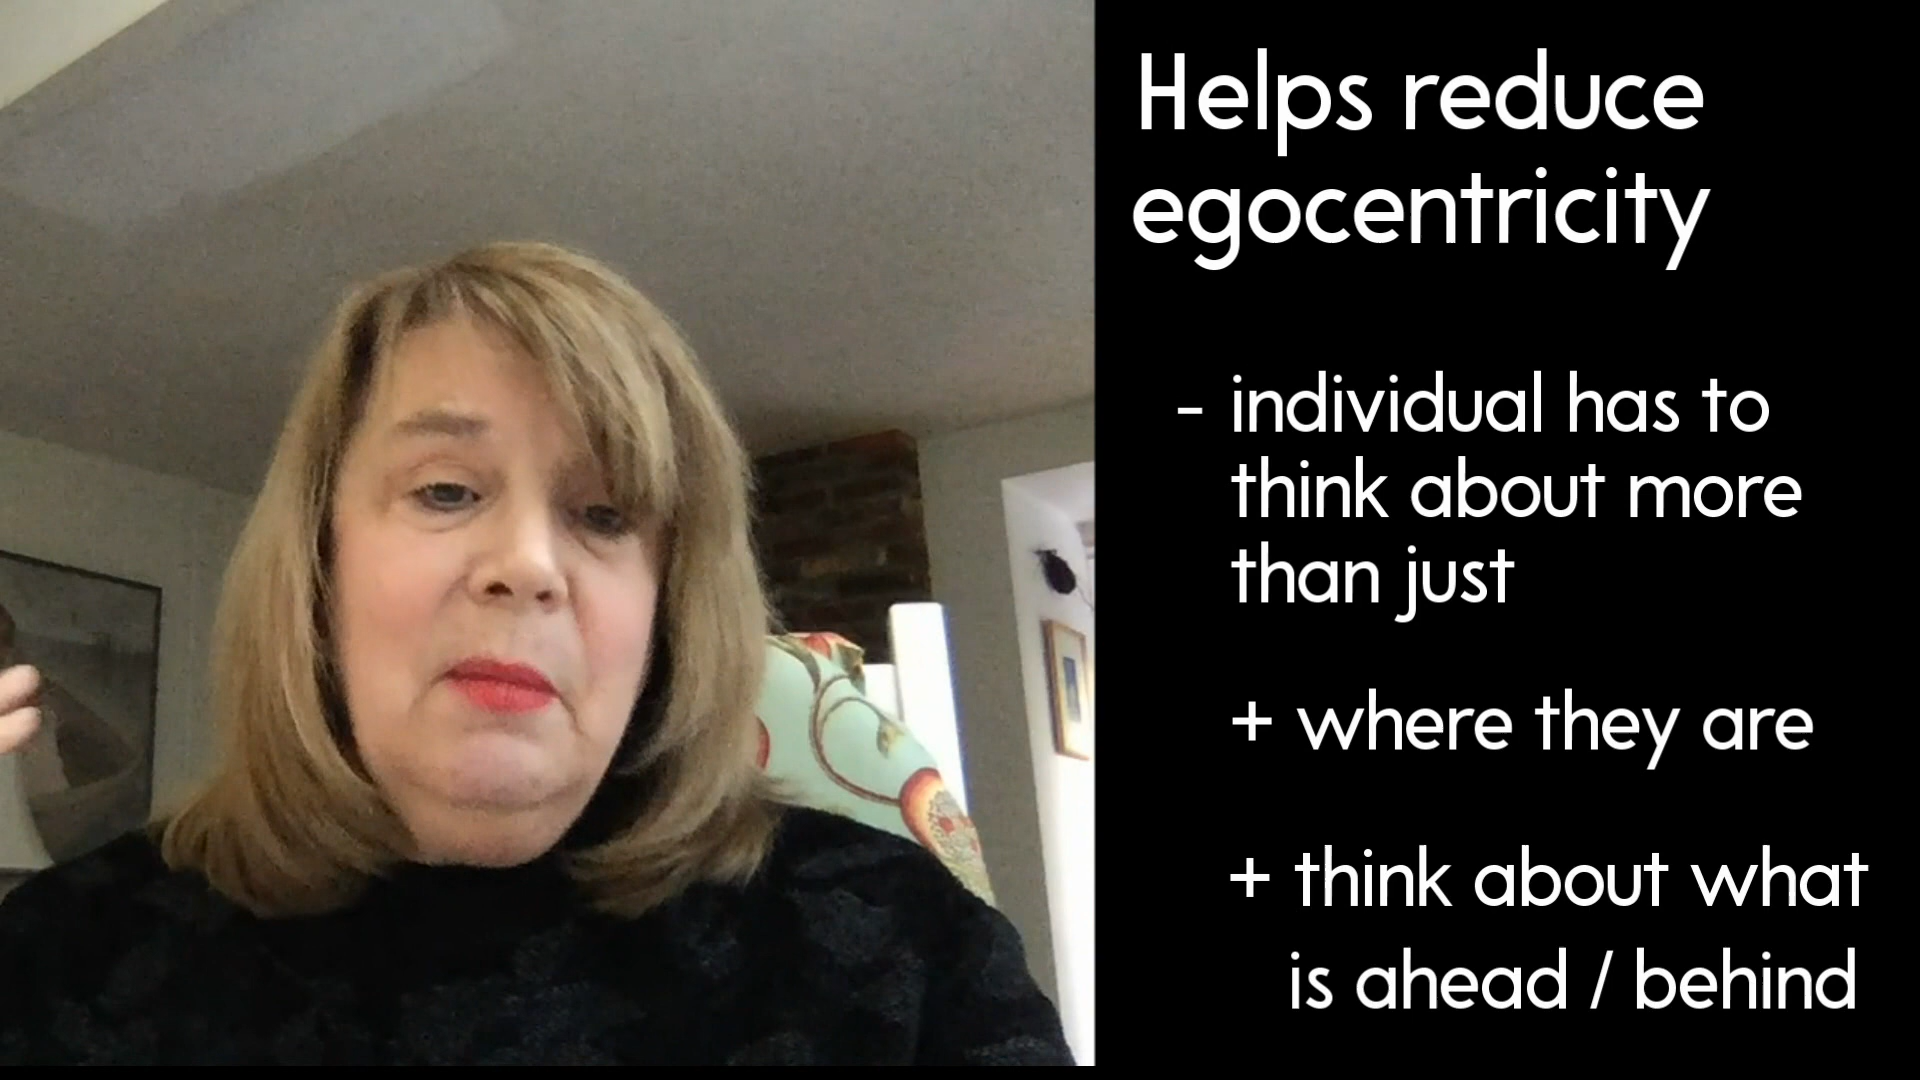 Helps reduce
egocentricity
- individual has to
think about more
than just
+ where they are
+ think about what
is ahead / behind